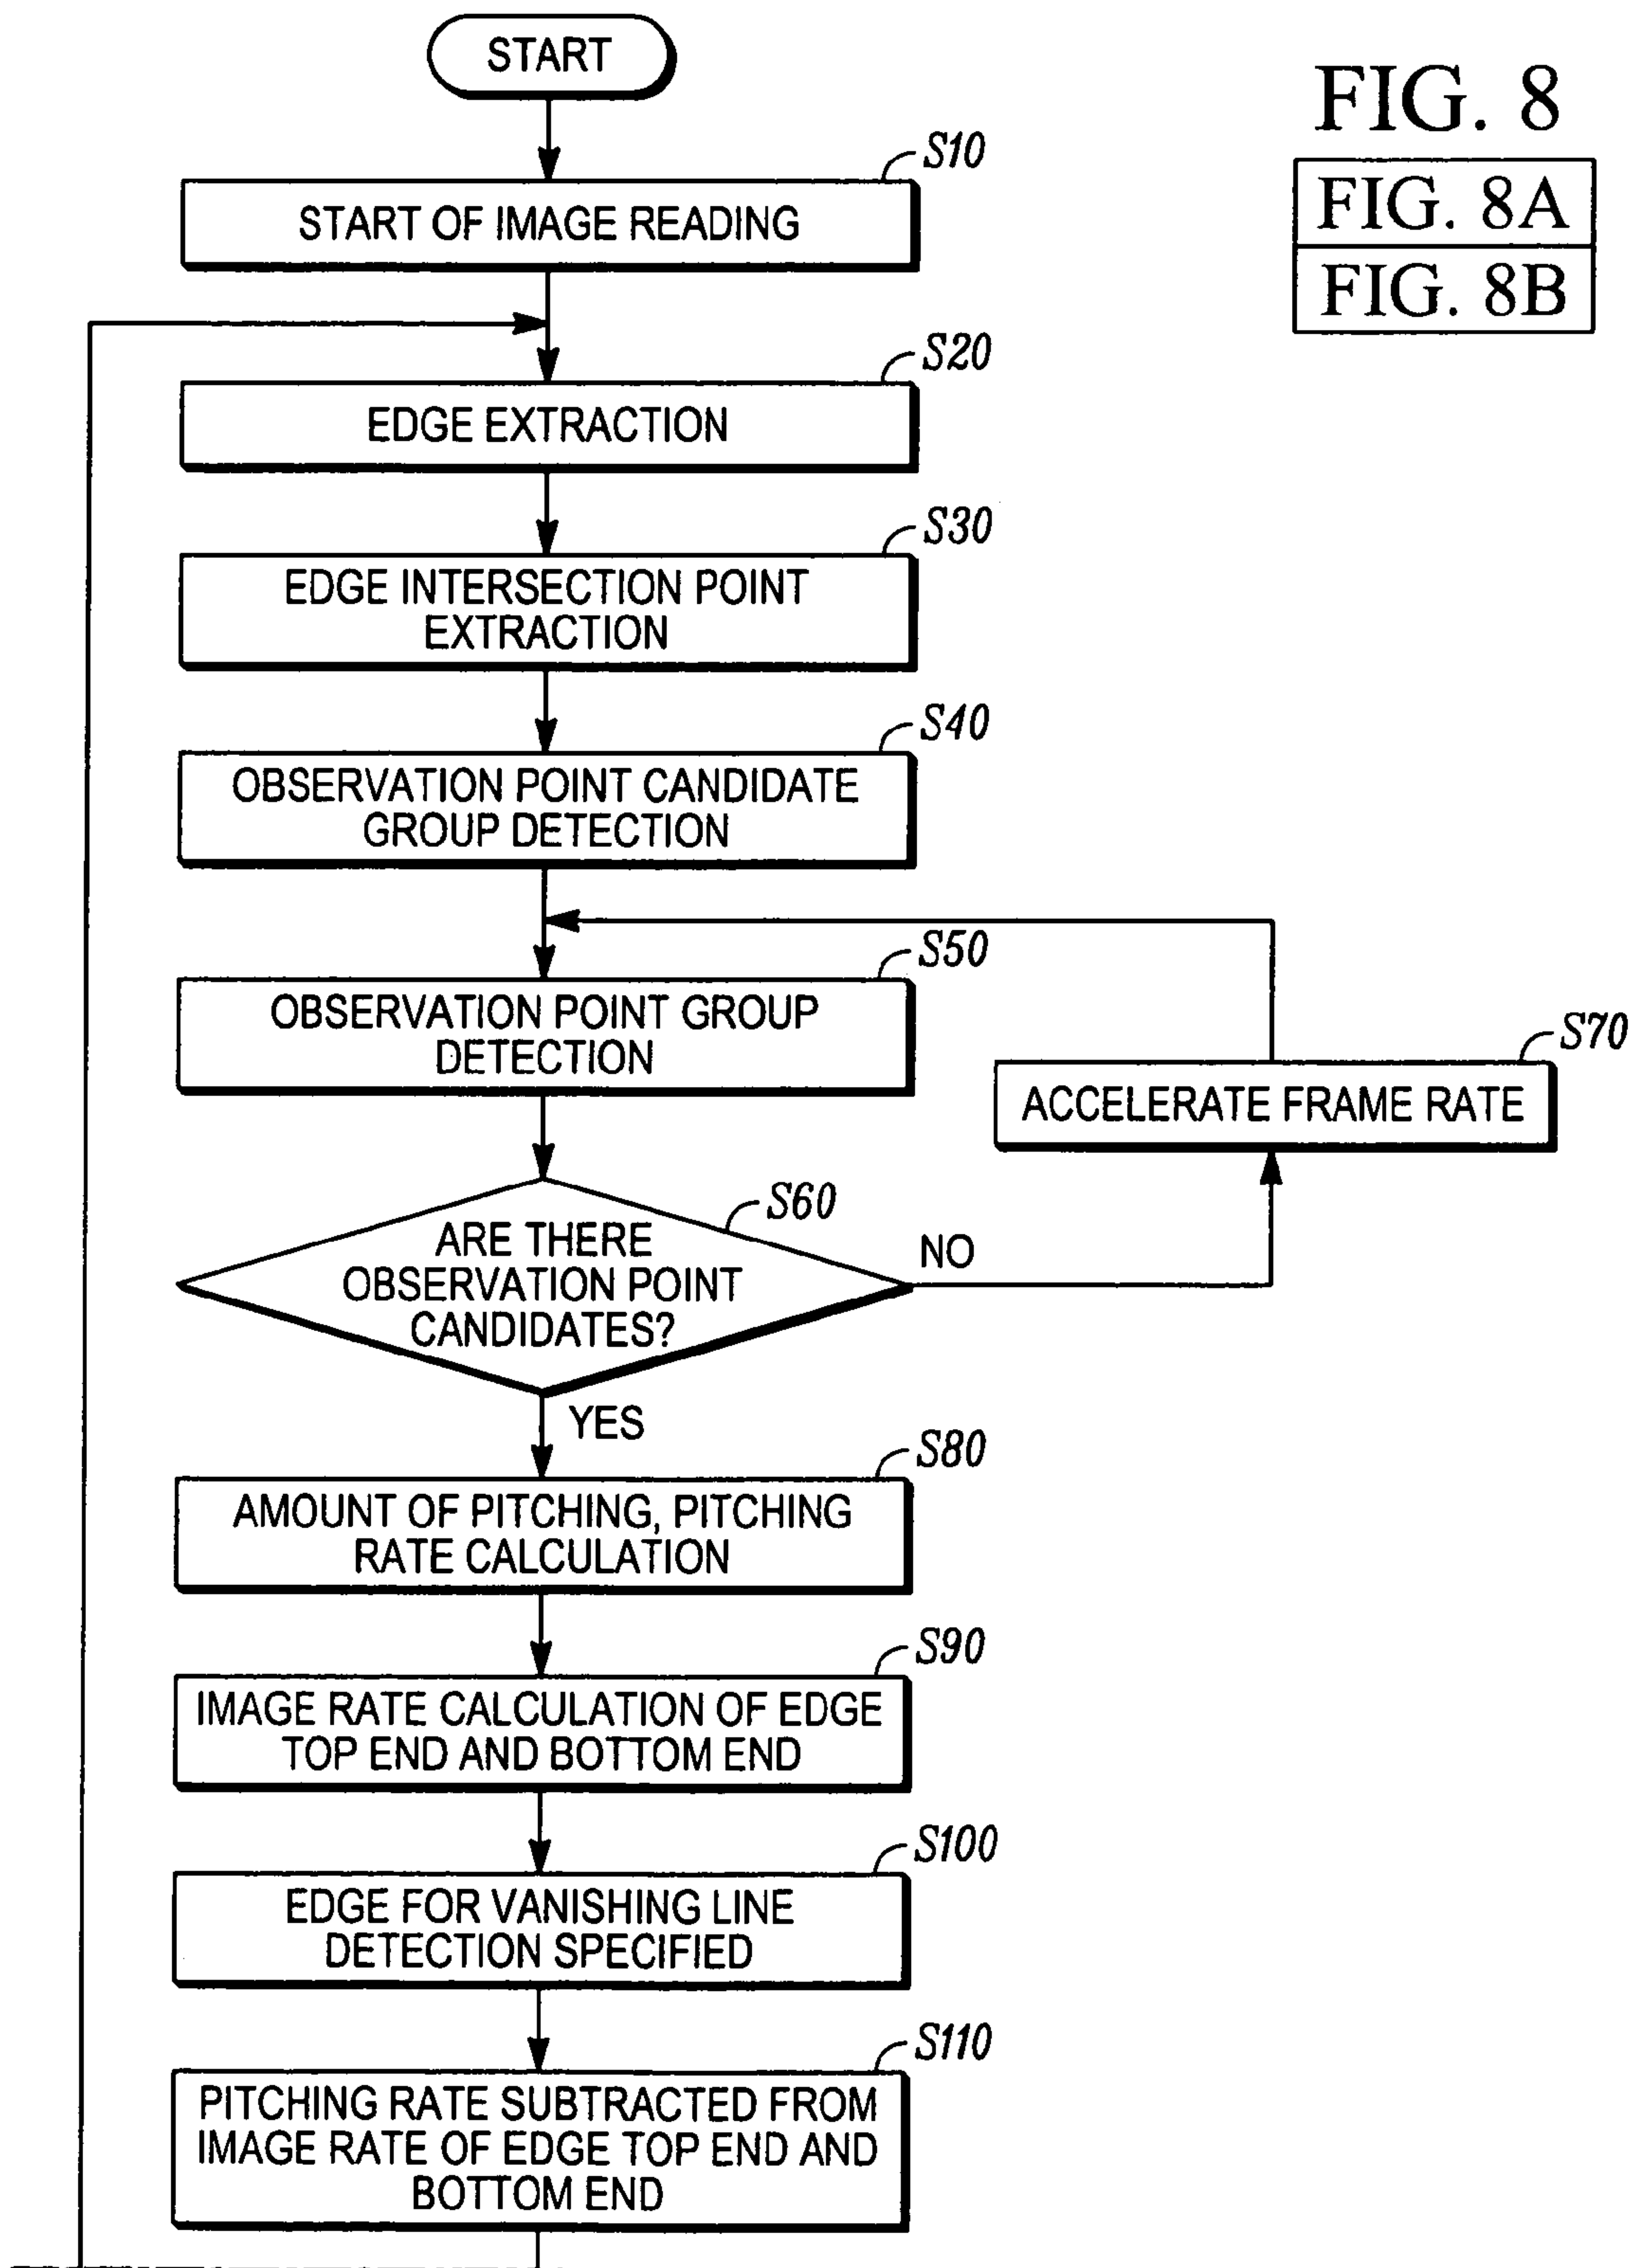 START
FIG. 8
FIG. 8A
FIG. 8B
S10
START OF IMAGE READING
S20
EDGE EXTRACTION
S30
EDGE INTERSECTION POINT
EXTRACTION
S40
OBSERVATION POINT CANDIDATE
GROUP DETECTION
S50
OBSERVATION POINT GROUP
DETECTION
S70
ACCELERATE FRAME RATE
S60
ARE THERE
OBSERVATION POINT
CANDIDATES?
NO
YES
S80
AMOUNT OF PITCHING, PITCHING
RATE CALCULATION
S90
IMAGE RATE CALCULATION OF EDGE
TOP END AND BOTTOM END
S100
EDGE FOR VANISHING LINE
DETECTION SPECIFIED
S110
PITCHING RATE SUBTRACTED FROM
IMAGE RATE OF EDGE TOP END AND
BOTTOM END